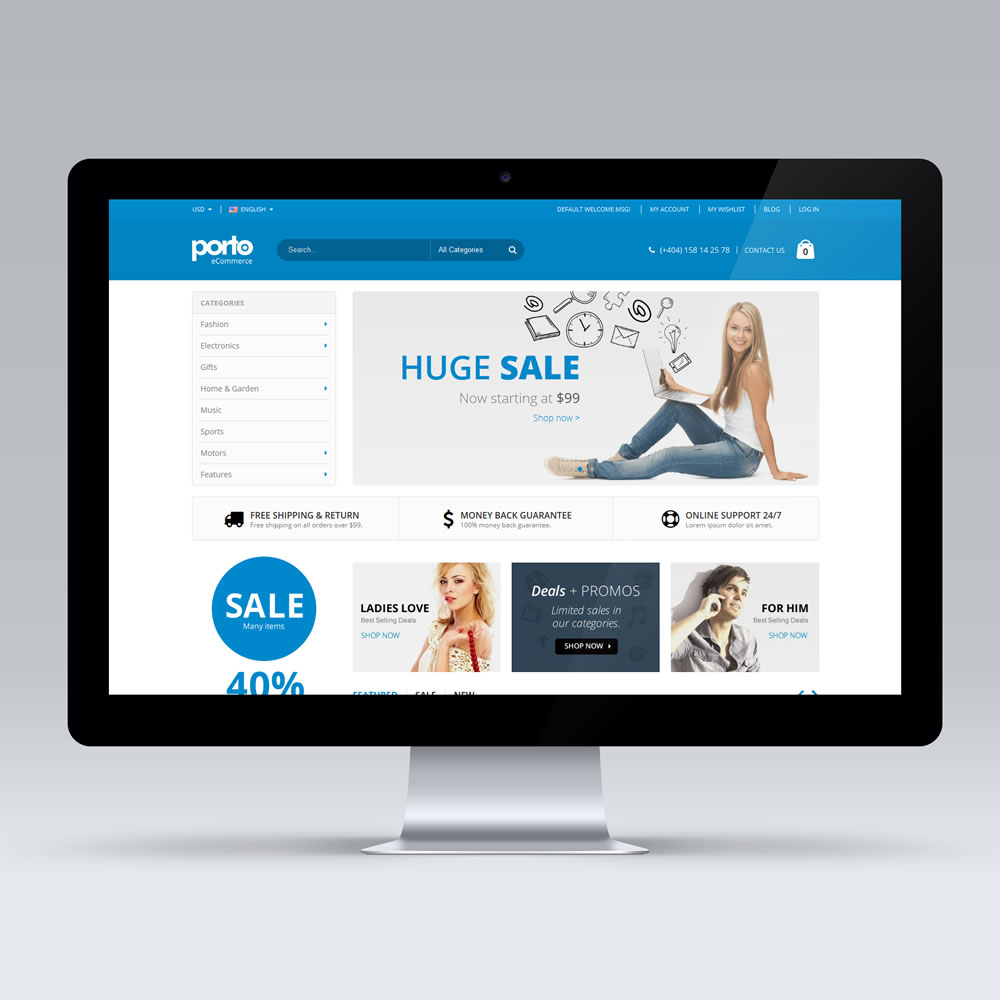 USD | ENGLISH
DEFAULT WELCOME MSG! | MY ACCOUNT | MY WISHLIST | BLOG | LOG IN
porto
eCommerce
Search...
All Categories
(+404) 158 14 25 78 | CONTACT US
0
CATEGORIES
Fashion
Electronics
Gifts
Home & Garden
Music
Sports
Motors
Features
HUGE SALE
Now starting at $99
Shop now >
FREE SHIPPING & RETURN
Free shipping on all orders over $99.
MONEY BACK GUARANTEE
100% money back guarantee.
ONLINE SUPPORT 24/7
Lorem ipsum dolor sit amet.
SALE
Many items
40%
LADIES LOVE
Best Selling Deals
SHOP NOW
Deals + PROMOS
Limited sales in
our categories.
SHOP NOW
FOR HIM
Best Selling Deals
SHOP NOW
FEATURED SALE NEW